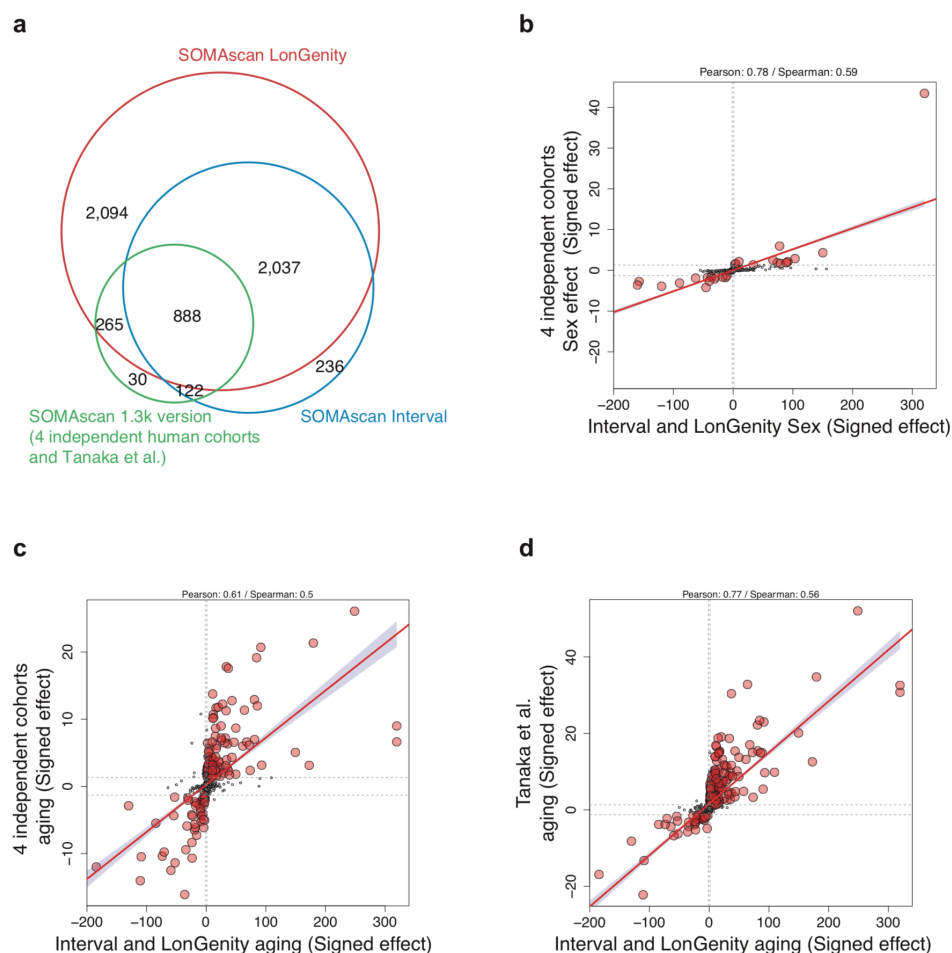 a
SOMAscan LonGenity
2,094
2,037
888
265
30
122
236
SOMAscan 1.3k version
(4 independent human cohorts
and Tanaka et al.)
SOMAscan Interval
b
Pearson: 0.78 / Spearman: 0.59
4 independent cohorts
Sex effect (Signed effect)
40
30
20
10
0
−10
−20
−200 −100 0 100 200 300
Interval and LonGenity Sex (Signed effect)
c
Pearson: 0.61 / Spearman: 0.5
4 independent cohorts
aging (Signed effect)
20
10
0
−10
−200 −100 0 100 200 300
Interval and LonGenity aging (Signed effect)
d
Pearson: 0.77 / Spearman: 0.56
Tanaka et al.
aging (Signed effect)
40
20
0
−20
−200 −100 0 100 200 300
Interval and LonGenity aging (Signed effect)